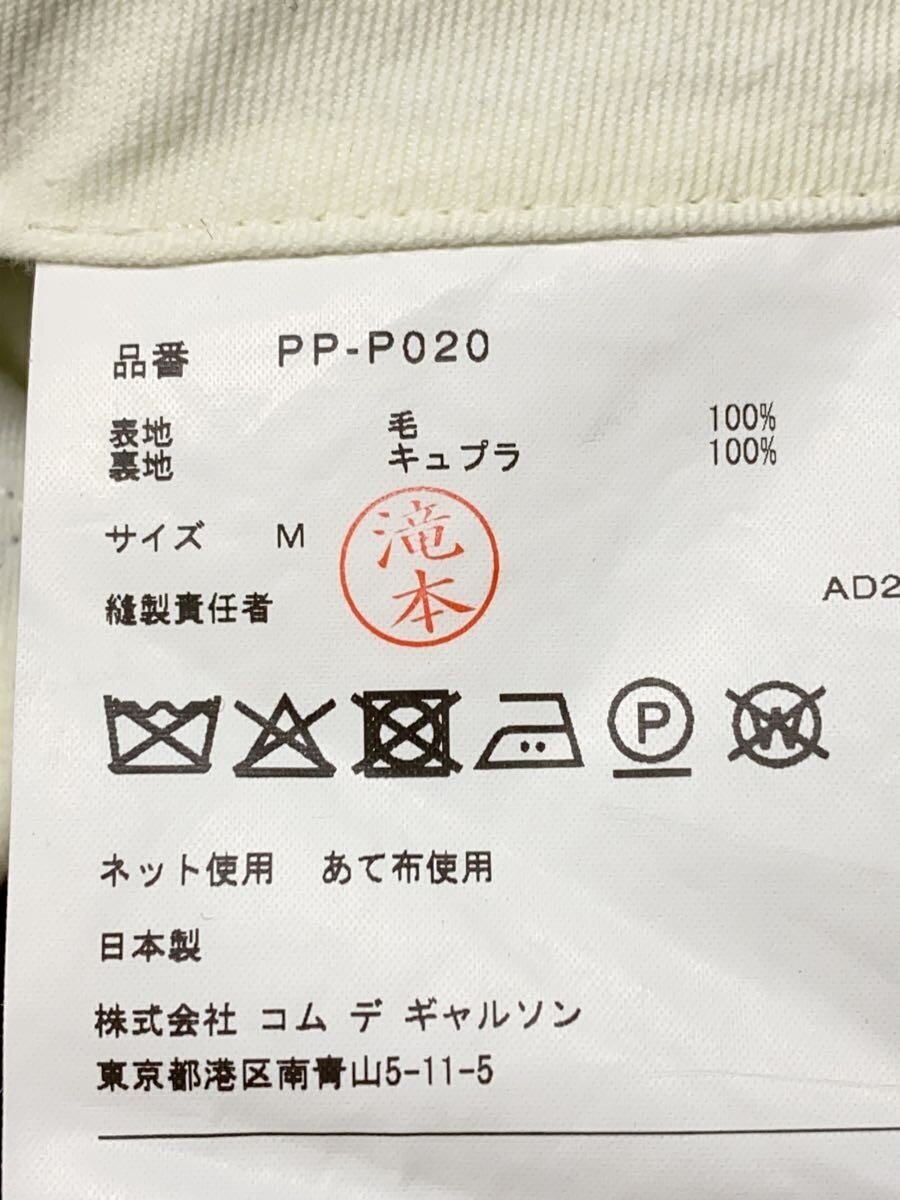 品番 PP-P020
表地 毛 100%
裏地 キュプラ 100%
サイズ M
滝本
縫製責任者
AD2
P
W
ネット使用 あて布使用
日本製
株式会社 コム デ ギャルソン
東京都港区南青山5-11-5